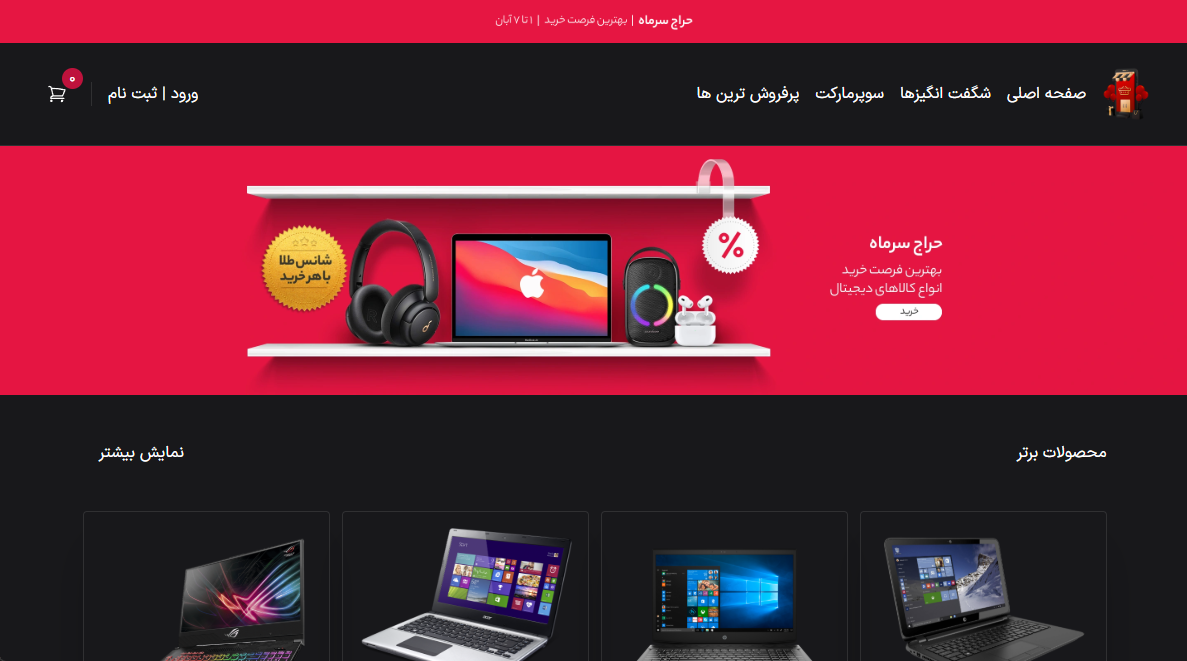 حراج سرماه | بهترین فرصت خرید | ۱ تا ۷ آبان
صفحه اصلی شگفت انگیزها سوپرمارکت پرفروش ترین ها ورود | ثبت نام ۰
حراج سرماه
بهترین فرصت خرید
انواع کالاهای دیجیتال
خرید
%
شانس طلا
با هر خرید
محصولات برتر نمایش بیشتر